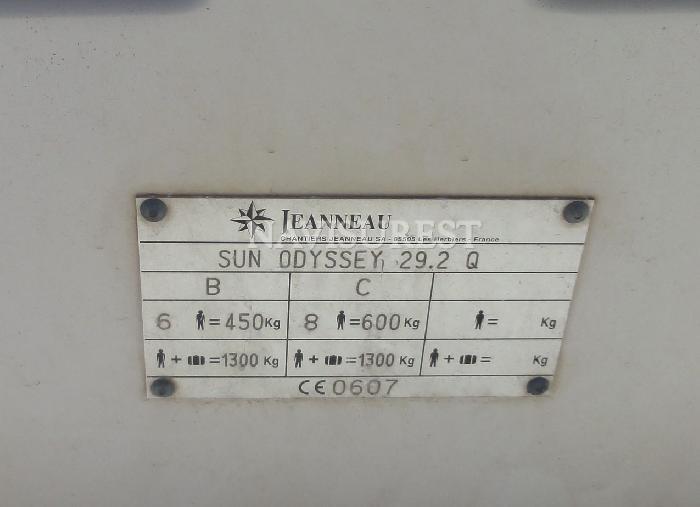 JEANNEAU
CHANTIERS JEANNEAU SA - 85505 Les Herbiers - France
NAVISUREST
SUN ODYSSEY 29.2 Q
B C
6 =450Kg 8 =600Kg = Kg
+ =1300 Kg + =1300 Kg + = Kg
CE0607